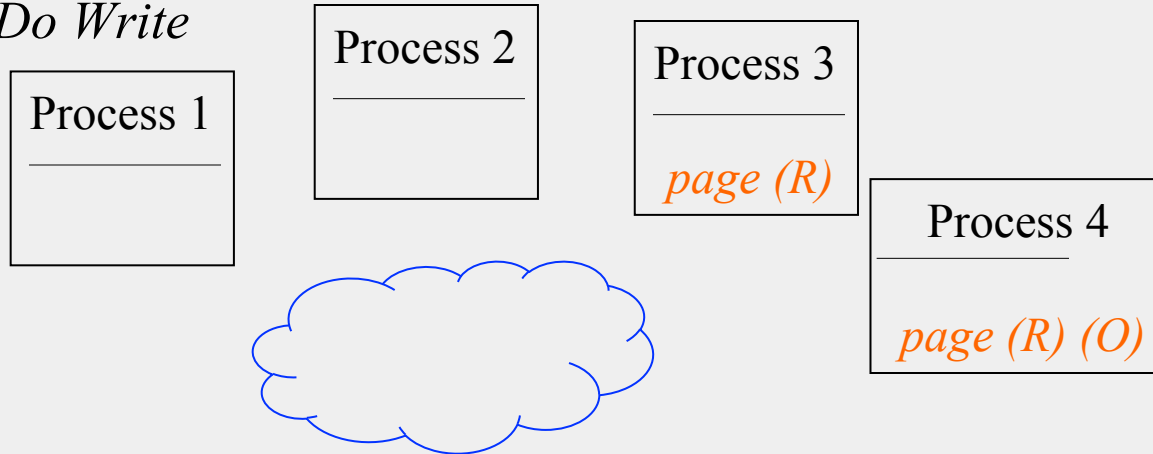 Do Write
Process 1
Process 2
Process 3
page (R)
Process 4
page (R) (O)